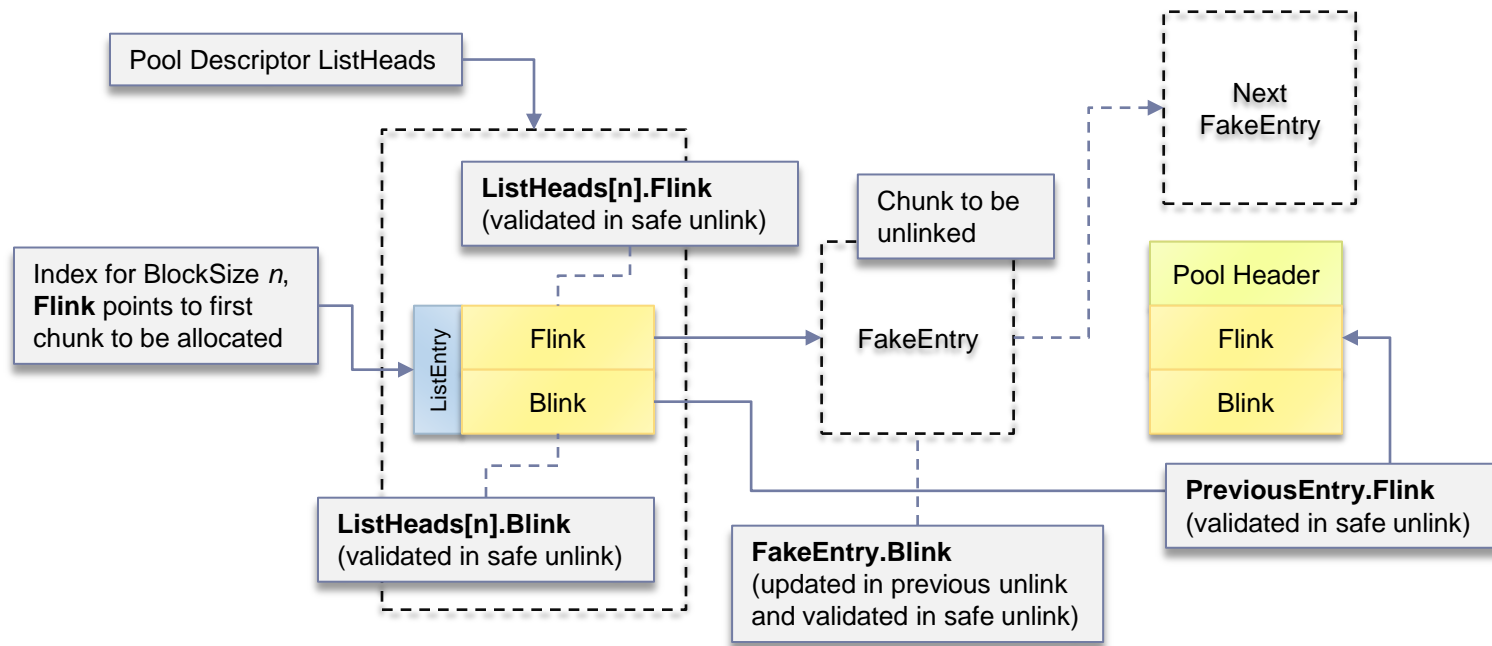 Pool Descriptor ListHeads
Next
FakeEntry
ListHeads[n].Flink
(validated in safe unlink)
Chunk to be
unlinked
Index for BlockSize n,
Flink points to first
chunk to be allocated
ListEntry
Flink
Blink
FakeEntry
Pool Header
Flink
Blink
ListHeads[n].Blink
(validated in safe unlink)
FakeEntry.Blink
(updated in previous unlink
and validated in safe unlink)
PreviousEntry.Flink
(validated in safe unlink)